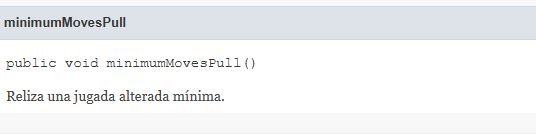 minimumMovesPull
public void minimumMovesPull()
Reliza una jugada alterada mínima.